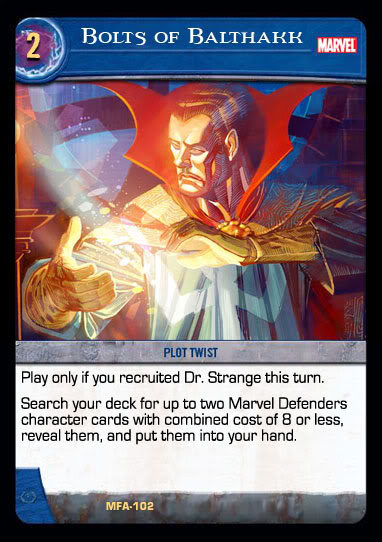 2
Bolts of Balthakk
MARVEL
PLOT TWIST
Play only if you recruited Dr. Strange this turn.
Search your deck for up to two Marvel Defenders
character cards with combined cost of 8 or less,
reveal them, and put them into your hand.
MFA-102